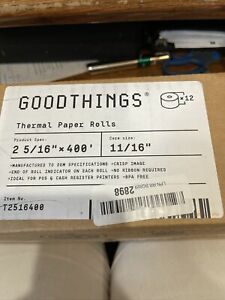 GOODTHINGS®
×12
Thermal Paper Rolls
Product Spec: Core size:
2 5/16"×400' 11/16"
-MANUFACTURED TO OEM SPECIFICATIONS -CRISP IMAGE
-END OF ROLL INDICATOR ON EACH ROLL -NO RIBBON REQUIRED
-IDEAL FOR POS & CASH REGISTER PRINTERS -BPA FREE
Item No.
T2516400
2898